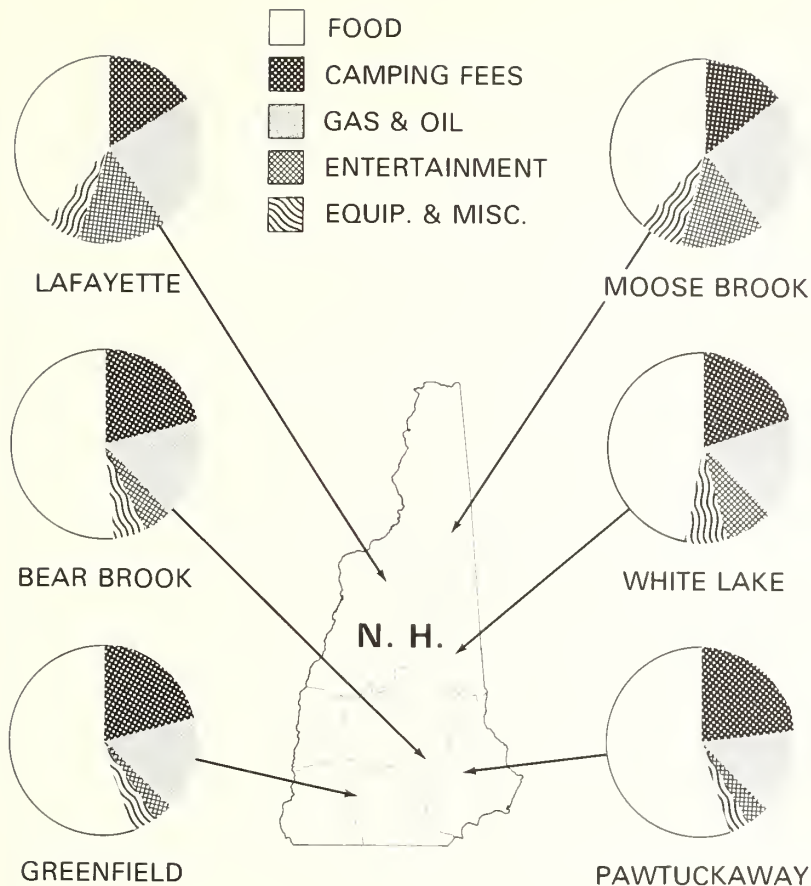 FOOD
CAMPING FEES
GAS & OIL
ENTERTAINMENT
EQUIP. & MISC.
LAFAYETTE
MOOSE BROOK
BEAR BROOK
WHITE LAKE
N. H.
GREENFIELD
PAWTUCKAWAY